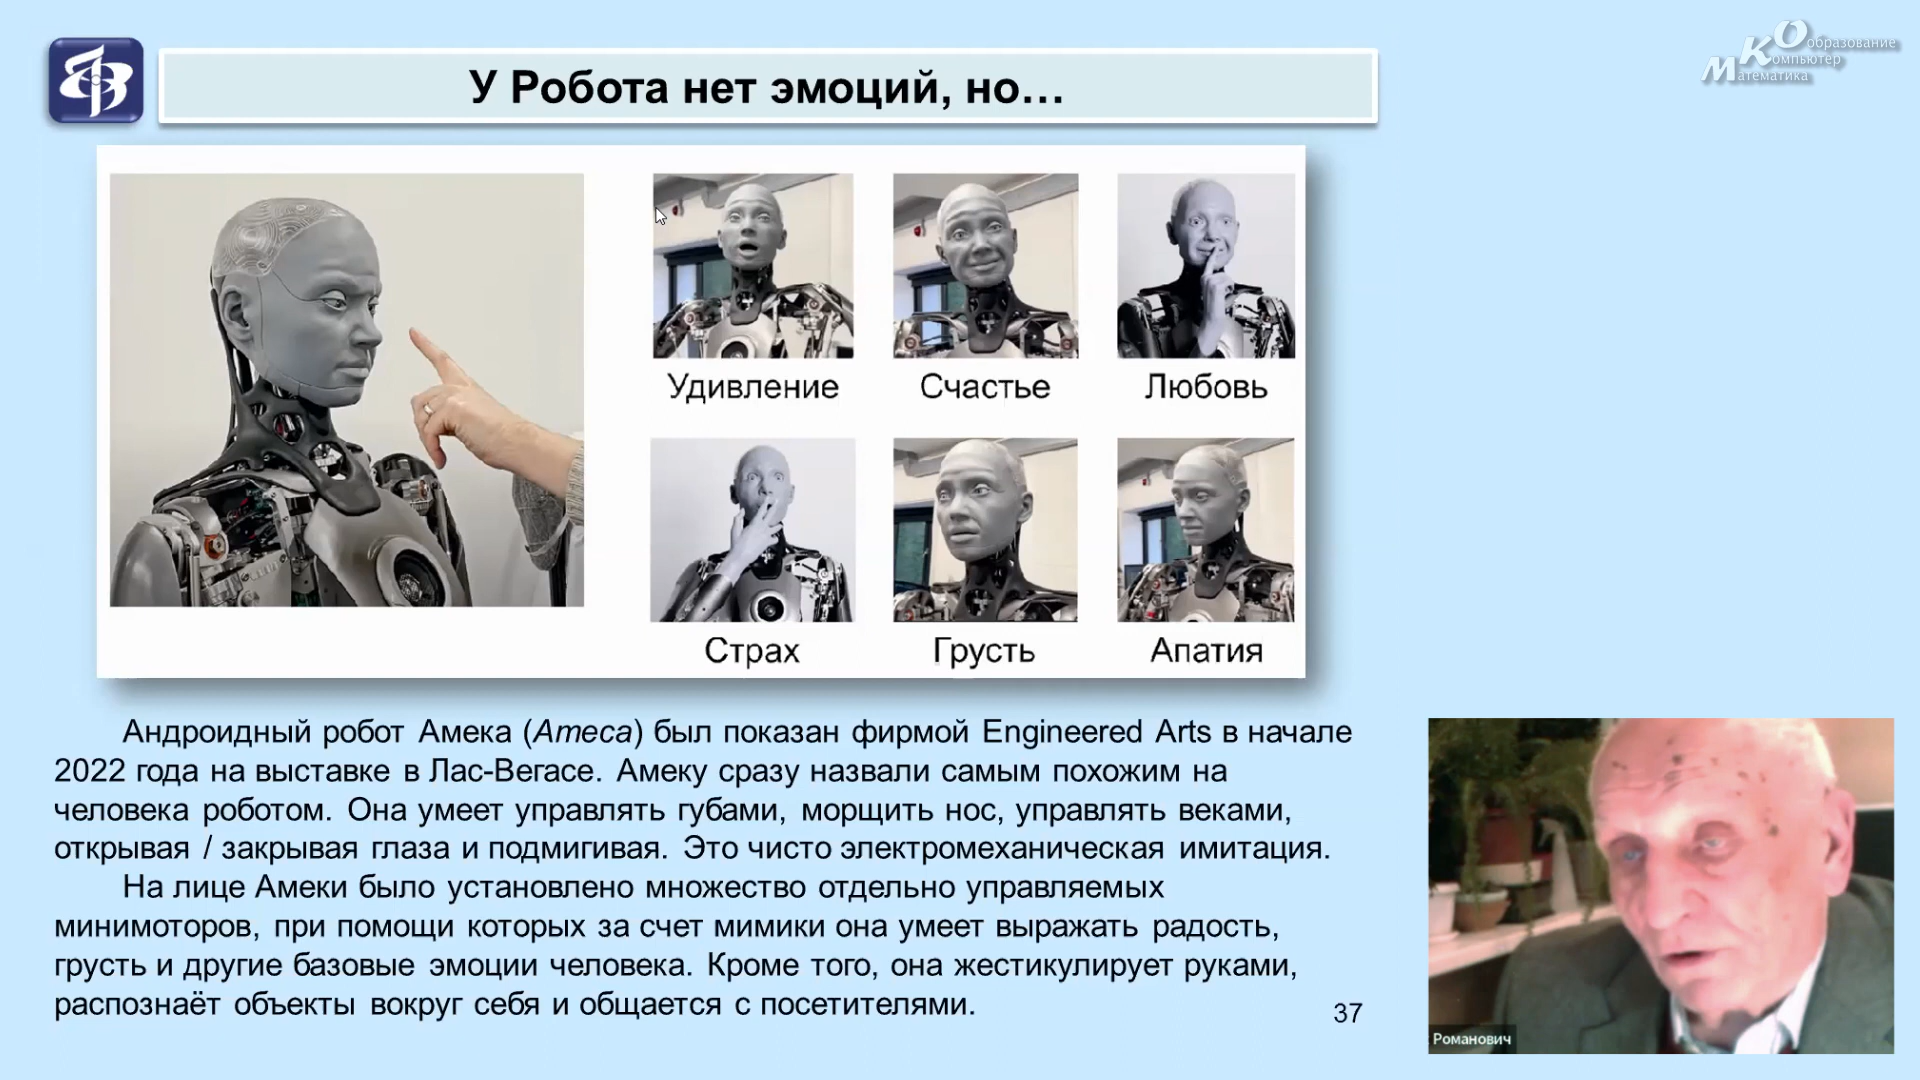 У Робота нет эмоций, но…
МКО
образование
компьютер
математика
Удивление
Счастье
Любовь
Страх
Грусть
Апатия
Андроидный робот Амека (Ameca) был показан фирмой Engineered Arts в начале
2022 года на выставке в Лас-Вегасе. Амеку сразу назвали самым похожим на
человека роботом. Она умеет управлять губами, морщить нос, управлять веками,
открывая / закрывая глаза и подмигивая. Это чисто электромеханическая имитация.
На лице Амеки было установлено множество отдельно управляемых
минимоторов, при помощи которых за счет мимики она умеет выражать радость,
грусть и другие базовые эмоции человека. Кроме того, она жестикулирует руками,
распознаёт объекты вокруг себя и общается с посетителями.
37
Романович